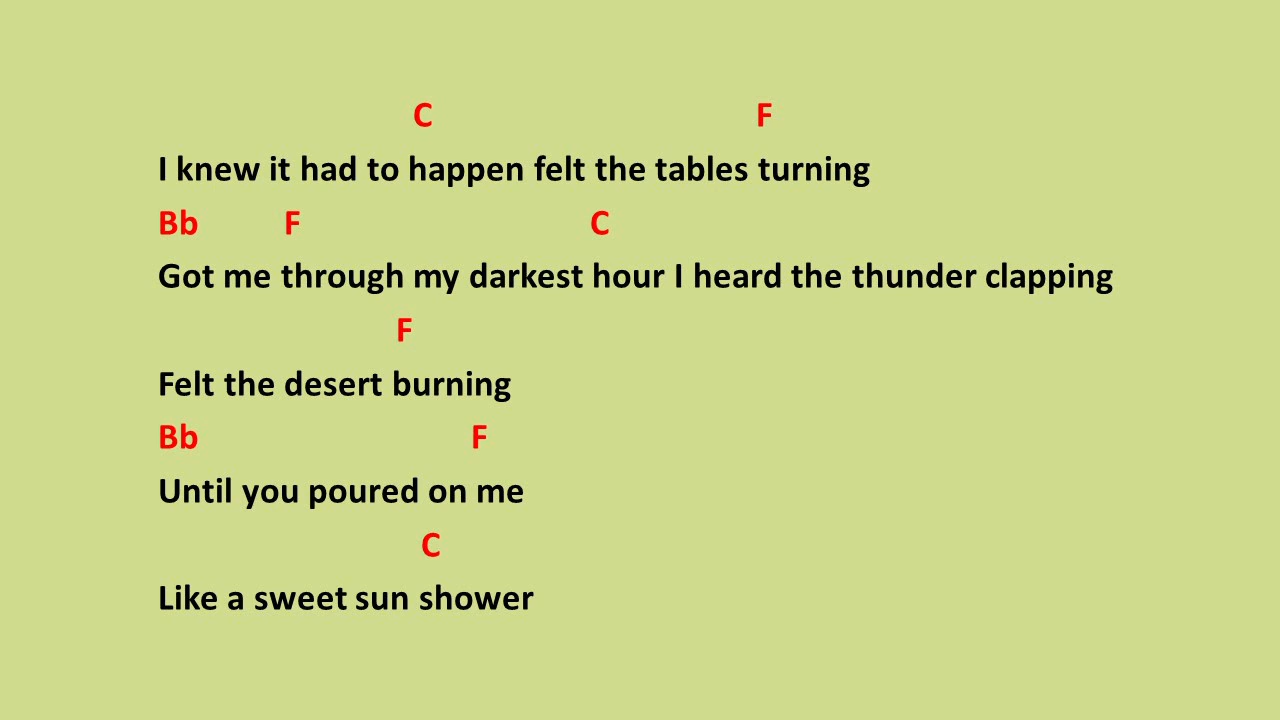 C F
I knew it had to happen felt the tables turning
Bb F C
Got me through my darkest hour I heard the thunder clapping
F
Felt the desert burning
Bb F
Until you poured on me
C
Like a sweet sun shower